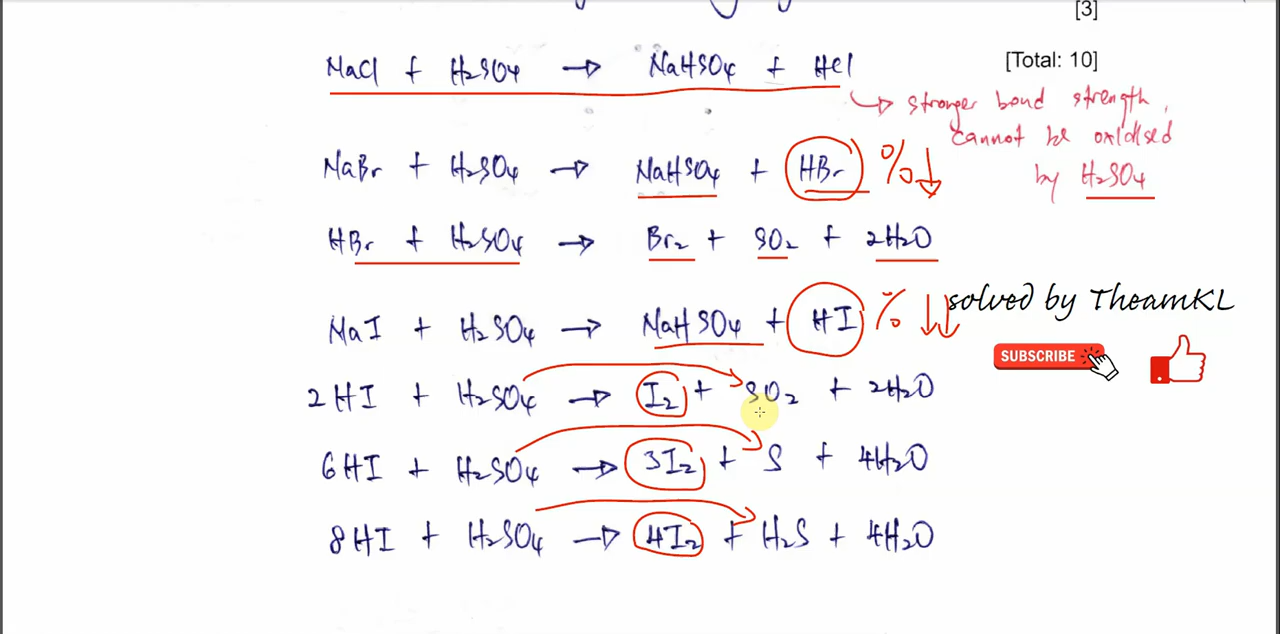 [3]
NaCl + H₂SO₄ → NaHSO₄ + HCl
[Total: 10]
→ stronger bond strength,
cannot be oxidised
by H₂SO₄
NaBr + H₂SO₄ → NaHSO₄ + HBr % ↓
HBr + H₂SO₄ → Br₂ + SO₂ + 2H₂O
solved by TheamKL
NaI + H₂SO₄ → NaHSO₄ + HI % ↓↓
SUBSCRIBE
2HI + H₂SO₄ → I₂ + SO₂ + 2H₂O
6HI + H₂SO₄ → 3I₂ + S + 4H₂O
8HI + H₂SO₄ → 4I₂ + H₂S + 4H₂O